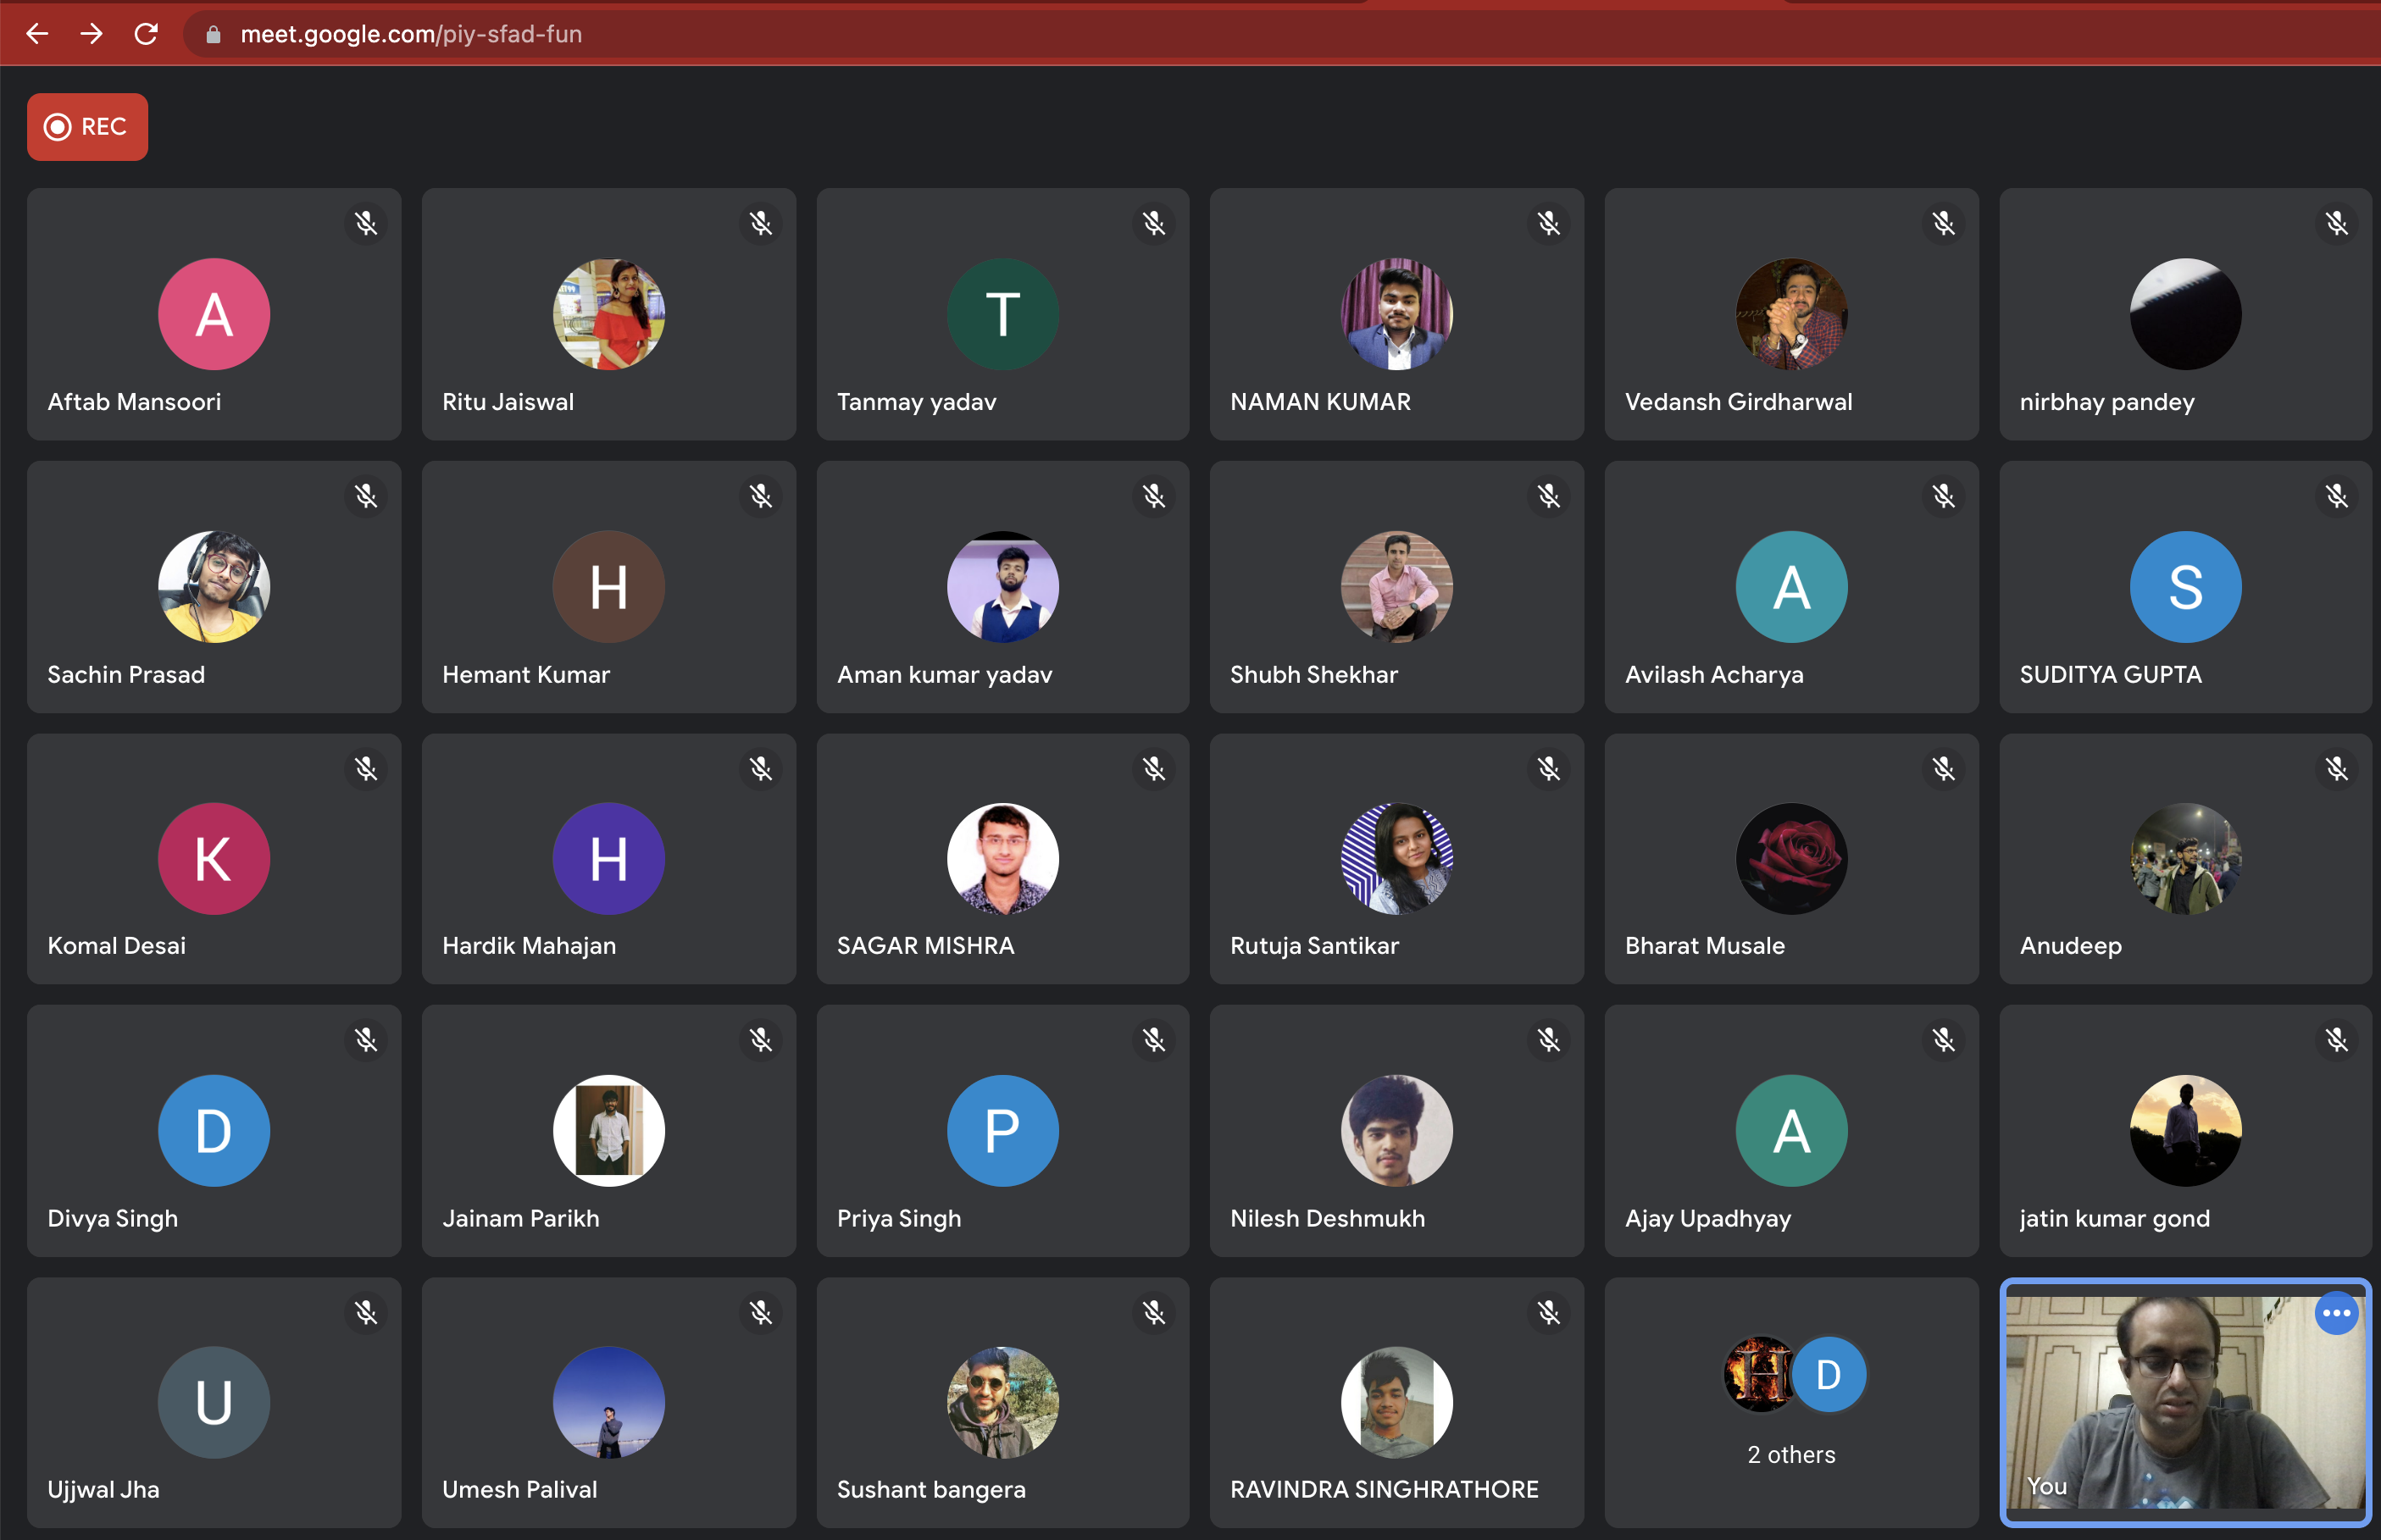 meet.google.com/piy-sfad-fun
REC
A
T
Aftab Mansoori
Ritu Jaiswal
Tanmay yadav
NAMAN KUMAR
Vedansh Girdharwal
nirbhay pandey
H
A
S
Sachin Prasad
Hemant Kumar
Aman kumar yadav
Shubh Shekhar
Avilash Acharya
SUDITYA GUPTA
K
H
Komal Desai
Hardik Mahajan
SAGAR MISHRA
Rutuja Santikar
Bharat Musale
Anudeep
D
P
A
Divya Singh
Jainam Parikh
Priya Singh
Nilesh Deshmukh
Ajay Upadhyay
jatin kumar gond
U
H
D
2 others
Ujjwal Jha
Umesh Palival
Sushant bangera
RAVINDRA SINGHRATHORE
You